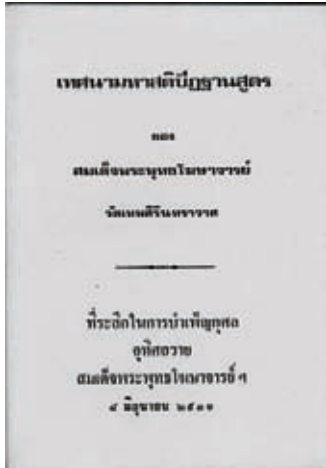 เทศนามหาสติปัฏฐานสูตร
ของ
สมเด็จพระพุทธโฆษาจารย์
วัดเทพศิรินทราวาส
ที่ระลึกในการบำเพ็ญกุศล
อุทิศถวาย
สมเด็จพระพุทธโฆษาจารย์ ฯ
๔ มิถุนายน ๒๕๑๑